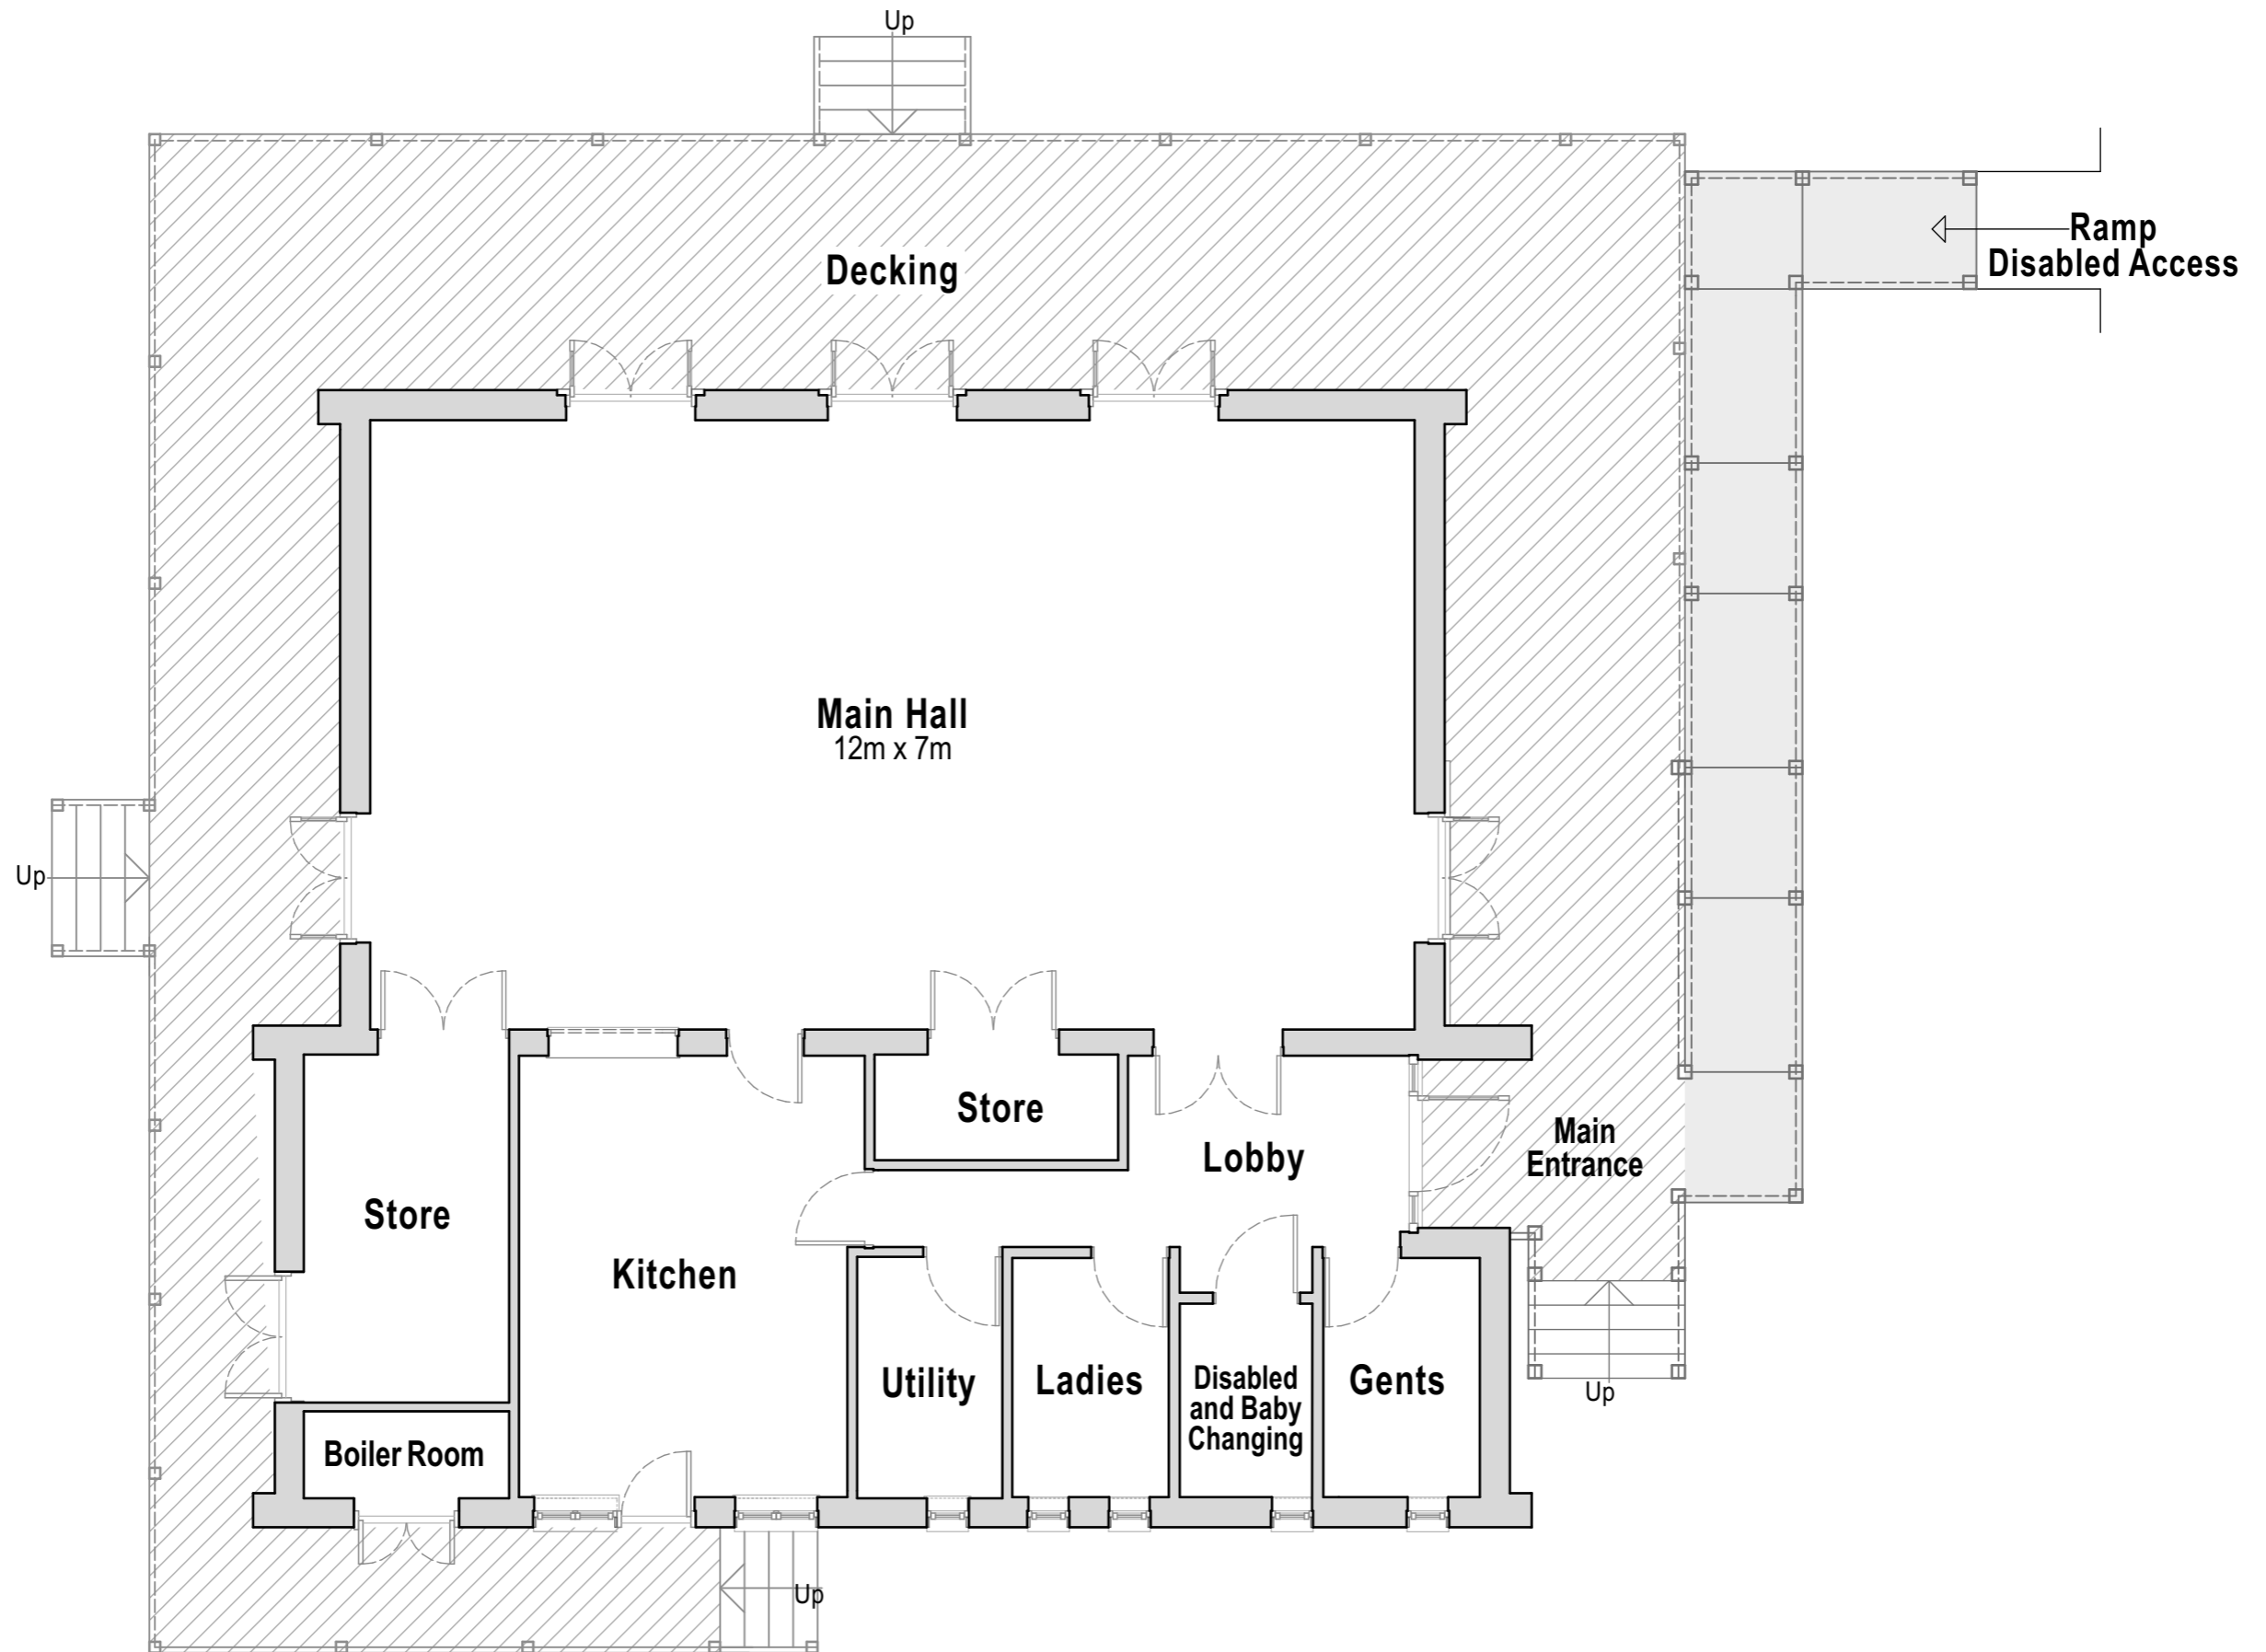 Up
Ramp
Disabled Access
Decking
Main Hall
12m x 7m
Up
Store
Main
Entrance
Lobby
Store
Kitchen
Utility
Ladies
Disabled
and Baby
Changing
Gents
Up
Boiler Room
Up